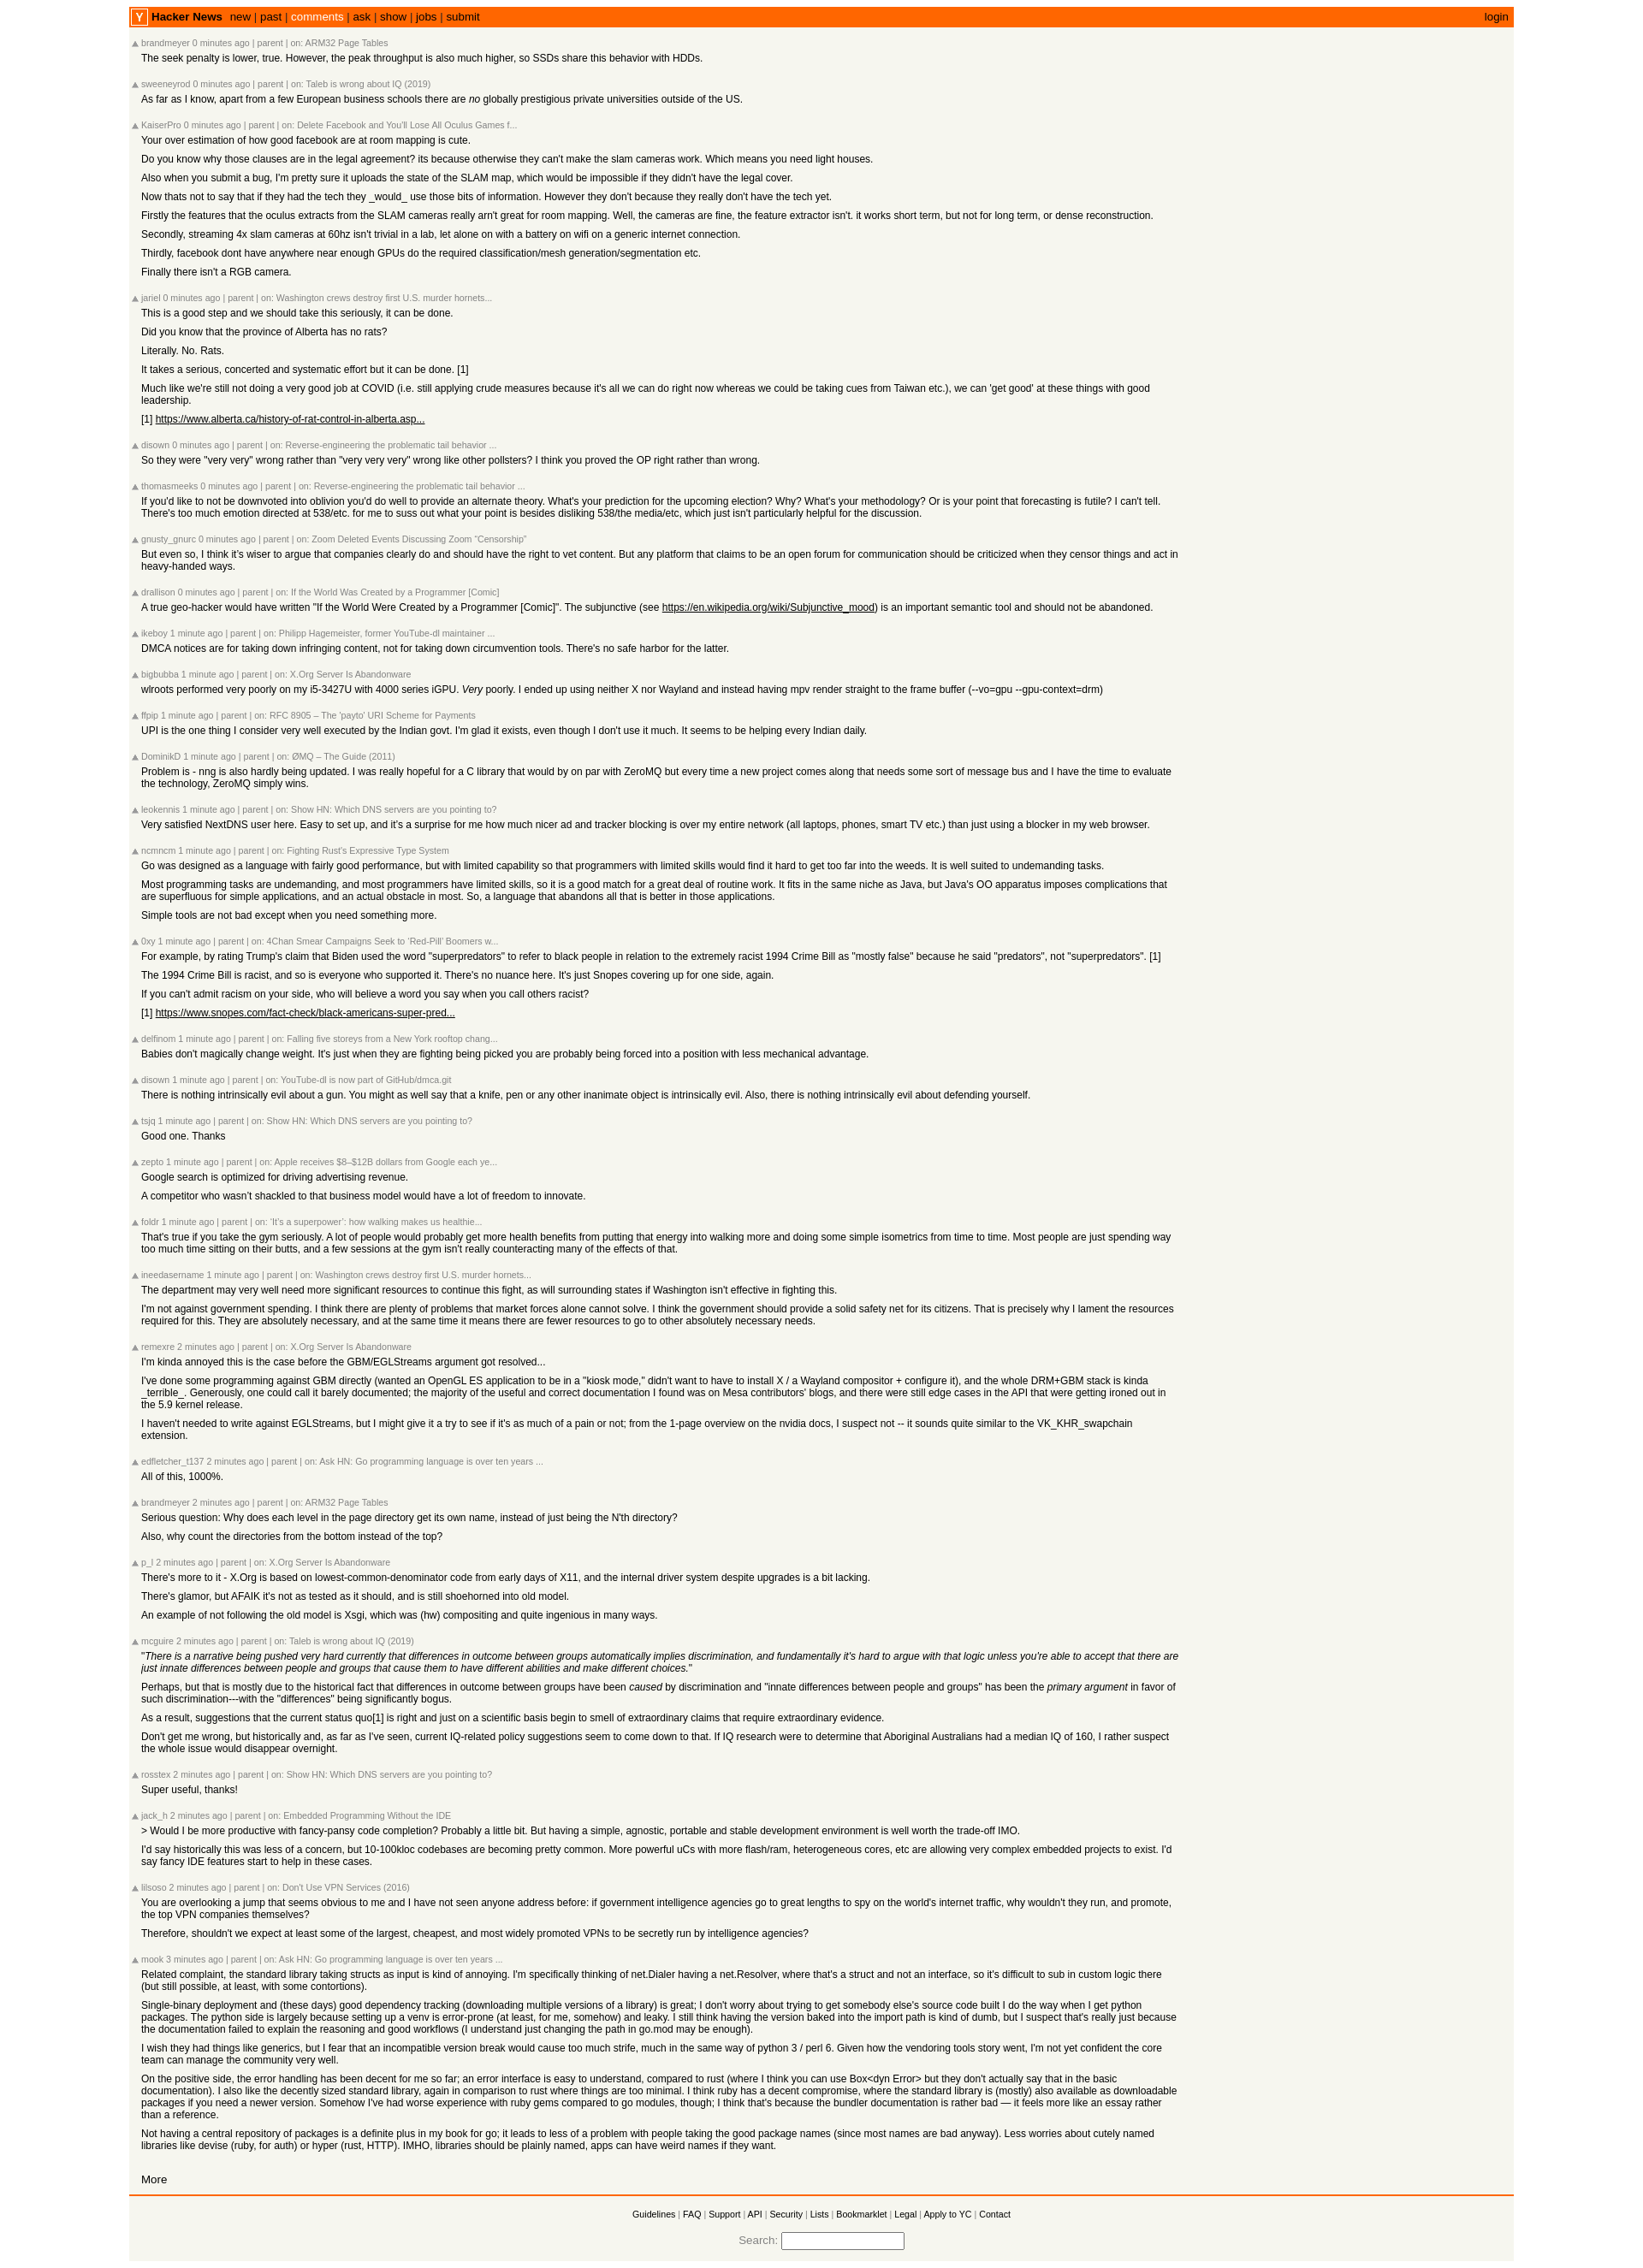 Y Hacker News new | past | comments | ask | show | jobs | submit login
▲ brandmeyer 0 minutes ago | parent | on: ARM32 Page Tables
The seek penalty is lower, true. However, the peak throughput is also much higher, so SSDs share this behavior with HDDs.
▲ sweeneyrod 0 minutes ago | parent | on: Taleb is wrong about IQ (2019)
As far as I know, apart from a few European business schools there are no globally prestigious private universities outside of the US.
▲ KaiserPro 0 minutes ago | parent | on: Delete Facebook and You'll Lose All Oculus Games f...
Your over estimation of how good facebook are at room mapping is cute.
Do you know why those clauses are in the legal agreement? its because otherwise they can't make the slam cameras work. Which means you need light houses.
Also when you submit a bug, I'm pretty sure it uploads the state of the SLAM map, which would be impossible if they didn't have the legal cover.
Now thats not to say that if they had the tech they _would_ use those bits of information. However they don't because they really don't have the tech yet.
Firstly the features that the oculus extracts from the SLAM cameras really arn't great for room mapping. Well, the cameras are fine, the feature extractor isn't. it works short term, but not for long term, or dense reconstruction.
Secondly, streaming 4x slam cameras at 60hz isn't trivial in a lab, let alone on with a battery on wifi on a generic internet connection.
Thirdly, facebook dont have anywhere near enough GPUs do the required classification/mesh generation/segmentation etc.
Finally there isn't a RGB camera.
▲ jariel 0 minutes ago | parent | on: Washington crews destroy first U.S. murder hornets...
This is a good step and we should take this seriously, it can be done.
Did you know that the province of Alberta has no rats?
Literally. No. Rats.
It takes a serious, concerted and systematic effort but it can be done. [1]
Much like we're still not doing a very good job at COVID (i.e. still applying crude measures because it's all we can do right now whereas we could be taking cues from Taiwan etc.), we can 'get good' at these things with good
leadership.
[1] https://www.alberta.ca/history-of-rat-control-in-alberta.asp...
▲ disown 0 minutes ago | parent | on: Reverse-engineering the problematic tail behavior ...
So they were "very very" wrong rather than "very very very" wrong like other pollsters? I think you proved the OP right rather than wrong.
▲ thomasmeeks 0 minutes ago | parent | on: Reverse-engineering the problematic tail behavior ...
If you'd like to not be downvoted into oblivion you'd do well to provide an alternate theory. What's your prediction for the upcoming election? Why? What's your methodology? Or is your point that forecasting is futile? I can't tell.
There's too much emotion directed at 538/etc. for me to suss out what your point is besides disliking 538/the media/etc, which just isn't particularly helpful for the discussion.
▲ gnusty_gnurc 0 minutes ago | parent | on: Zoom Deleted Events Discussing Zoom “Censorship”
But even so, I think it’s wiser to argue that companies clearly do and should have the right to vet content. But any platform that claims to be an open forum for communication should be criticized when they censor things and act in
heavy-handed ways.
▲ drallison 0 minutes ago | parent | on: If the World Was Created by a Programmer [Comic]
A true geo-hacker would have written "If the World Were Created by a Programmer [Comic]". The subjunctive (see https://en.wikipedia.org/wiki/Subjunctive_mood) is an important semantic tool and should not be abandoned.
▲ ikeboy 1 minute ago | parent | on: Philipp Hagemeister, former YouTube-dl maintainer ...
DMCA notices are for taking down infringing content, not for taking down circumvention tools. There's no safe harbor for the latter.
▲ bigbubba 1 minute ago | parent | on: X.Org Server Is Abandonware
wlroots performed very poorly on my i5-3427U with 4000 series iGPU. Very poorly. I ended up using neither X nor Wayland and instead having mpv render straight to the frame buffer (--vo=gpu --gpu-context=drm)
▲ ffpip 1 minute ago | parent | on: RFC 8905 – The 'payto' URI Scheme for Payments
UPI is the one thing I consider very well executed by the Indian govt. I'm glad it exists, even though I don't use it much. It seems to be helping every Indian daily.
▲ DominikD 1 minute ago | parent | on: ØMQ – The Guide (2011)
Problem is - nng is also hardly being updated. I was really hopeful for a C library that would by on par with ZeroMQ but every time a new project comes along that needs some sort of message bus and I have the time to evaluate
the technology, ZeroMQ simply wins.
▲ leokennis 1 minute ago | parent | on: Show HN: Which DNS servers are you pointing to?
Very satisfied NextDNS user here. Easy to set up, and it's a surprise for me how much nicer ad and tracker blocking is over my entire network (all laptops, phones, smart TV etc.) than just using a blocker in my web browser.
▲ ncmncm 1 minute ago | parent | on: Fighting Rust's Expressive Type System
Go was designed as a language with fairly good performance, but with limited capability so that programmers with limited skills would find it hard to get too far into the weeds. It is well suited to undemanding tasks.
Most programming tasks are undemanding, and most programmers have limited skills, so it is a good match for a great deal of routine work. It fits in the same niche as Java, but Java's OO apparatus imposes complications that
are superfluous for simple applications, and an actual obstacle in most. So, a language that abandons all that is better in those applications.
Simple tools are not bad except when you need something more.
▲ 0xy 1 minute ago | parent | on: 4Chan Smear Campaigns Seek to ‘Red-Pill’ Boomers w...
For example, by rating Trump's claim that Biden used the word "superpredators" to refer to black people in relation to the extremely racist 1994 Crime Bill as "mostly false" because he said "predators", not "superpredators". [1]
The 1994 Crime Bill is racist, and so is everyone who supported it. There's no nuance here. It's just Snopes covering up for one side, again.
If you can't admit racism on your side, who will believe a word you say when you call others racist?
[1] https://www.snopes.com/fact-check/black-americans-super-pred...
▲ delfinom 1 minute ago | parent | on: Falling five storeys from a New York rooftop chang...
Babies don't magically change weight. It's just when they are fighting being picked you are probably being forced into a position with less mechanical advantage.
▲ disown 1 minute ago | parent | on: YouTube-dl is now part of GitHub/dmca.git
There is nothing intrinsically evil about a gun. You might as well say that a knife, pen or any other inanimate object is intrinsically evil. Also, there is nothing intrinsically evil about defending yourself.
▲ tsjq 1 minute ago | parent | on: Show HN: Which DNS servers are you pointing to?
Good one. Thanks
▲ zepto 1 minute ago | parent | on: Apple receives $8–$12B dollars from Google each ye...
Google search is optimized for driving advertising revenue.
A competitor who wasn’t shackled to that business model would have a lot of freedom to innovate.
▲ foldr 1 minute ago | parent | on: ‘It’s a superpower’: how walking makes us healthie...
That's true if you take the gym seriously. A lot of people would probably get more health benefits from putting that energy into walking more and doing some simple isometrics from time to time. Most people are just spending way
too much time sitting on their butts, and a few sessions at the gym isn't really counteracting many of the effects of that.
▲ ineedasername 1 minute ago | parent | on: Washington crews destroy first U.S. murder hornets...
The department may very well need more significant resources to continue this fight, as will surrounding states if Washington isn't effective in fighting this.
I'm not against government spending. I think there are plenty of problems that market forces alone cannot solve. I think the government should provide a solid safety net for its citizens. That is precisely why I lament the resources
required for this. They are absolutely necessary, and at the same time it means there are fewer resources to go to other absolutely necessary needs.
▲ remexre 2 minutes ago | parent | on: X.Org Server Is Abandonware
I'm kinda annoyed this is the case before the GBM/EGLStreams argument got resolved...
I've done some programming against GBM directly (wanted an OpenGL ES application to be in a "kiosk mode," didn't want to have to install X / a Wayland compositor + configure it), and the whole DRM+GBM stack is kinda
_terrible_. Generously, one could call it barely documented; the majority of the useful and correct documentation I found was on Mesa contributors' blogs, and there were still edge cases in the API that were getting ironed out in
the 5.9 kernel release.
I haven't needed to write against EGLStreams, but I might give it a try to see if it's as much of a pain or not; from the 1-page overview on the nvidia docs, I suspect not -- it sounds quite similar to the VK_KHR_swapchain
extension.
▲ edfletcher_t137 2 minutes ago | parent | on: Ask HN: Go programming language is over ten years ...
All of this, 1000%.
▲ brandmeyer 2 minutes ago | parent | on: ARM32 Page Tables
Serious question: Why does each level in the page directory get its own name, instead of just being the N'th directory?
Also, why count the directories from the bottom instead of the top?
▲ p_l 2 minutes ago | parent | on: X.Org Server Is Abandonware
There's more to it - X.Org is based on lowest-common-denominator code from early days of X11, and the internal driver system despite upgrades is a bit lacking.
There's glamor, but AFAIK it's not as tested as it should, and is still shoehorned into old model.
An example of not following the old model is Xsgi, which was (hw) compositing and quite ingenious in many ways.
▲ mcguire 2 minutes ago | parent | on: Taleb is wrong about IQ (2019)
"There is a narrative being pushed very hard currently that differences in outcome between groups automatically implies discrimination, and fundamentally it's hard to argue with that logic unless you're able to accept that there are
just innate differences between people and groups that cause them to have different abilities and make different choices."
Perhaps, but that is mostly due to the historical fact that differences in outcome between groups have been caused by discrimination and "innate differences between people and groups" has been the primary argument in favor of
such discrimination---with the "differences" being significantly bogus.
As a result, suggestions that the current status quo[1] is right and just on a scientific basis begin to smell of extraordinary claims that require extraordinary evidence.
Don't get me wrong, but historically and, as far as I've seen, current IQ-related policy suggestions seem to come down to that. If IQ research were to determine that Aboriginal Australians had a median IQ of 160, I rather suspect
the whole issue would disappear overnight.
▲ rosstex 2 minutes ago | parent | on: Show HN: Which DNS servers are you pointing to?
Super useful, thanks!
▲ jack_h 2 minutes ago | parent | on: Embedded Programming Without the IDE
> Would I be more productive with fancy-pansy code completion? Probably a little bit. But having a simple, agnostic, portable and stable development environment is well worth the trade-off IMO.
I'd say historically this was less of a concern, but 10-100kloc codebases are becoming pretty common. More powerful uCs with more flash/ram, heterogeneous cores, etc are allowing very complex embedded projects to exist. I'd
say fancy IDE features start to help in these cases.
▲ lilsoso 2 minutes ago | parent | on: Don't Use VPN Services (2016)
You are overlooking a jump that seems obvious to me and I have not seen anyone address before: if government intelligence agencies go to great lengths to spy on the world's internet traffic, why wouldn't they run, and promote,
the top VPN companies themselves?
Therefore, shouldn't we expect at least some of the largest, cheapest, and most widely promoted VPNs to be secretly run by intelligence agencies?
▲ mook 3 minutes ago | parent | on: Ask HN: Go programming language is over ten years ...
Related complaint, the standard library taking structs as input is kind of annoying. I'm specifically thinking of net.Dialer having a net.Resolver, where that's a struct and not an interface, so it's difficult to sub in custom logic there
(but still possible, at least, with some contortions).
Single-binary deployment and (these days) good dependency tracking (downloading multiple versions of a library) is great; I don't worry about trying to get somebody else's source code built I do the way when I get python
packages. The python side is largely because setting up a venv is error-prone (at least, for me, somehow) and leaky. I still think having the version baked into the import path is kind of dumb, but I suspect that's really just because
the documentation failed to explain the reasoning and good workflows (I understand just changing the path in go.mod may be enough).
I wish they had things like generics, but I fear that an incompatible version break would cause too much strife, much in the same way of python 3 / perl 6. Given how the vendoring tools story went, I'm not yet confident the core
team can manage the community very well.
On the positive side, the error handling has been decent for me so far; an error interface is easy to understand, compared to rust (where I think you can use Box<dyn Error> but they don't actually say that in the basic
documentation). I also like the decently sized standard library, again in comparison to rust where things are too minimal. I think ruby has a decent compromise, where the standard library is (mostly) also available as downloadable
packages if you need a newer version. Somehow I've had worse experience with ruby gems compared to go modules, though; I think that's because the bundler documentation is rather bad — it feels more like an essay rather
than a reference.
Not having a central repository of packages is a definite plus in my book for go; it leads to less of a problem with people taking the good package names (since most names are bad anyway). Less worries about cutely named
libraries like devise (ruby, for auth) or hyper (rust, HTTP). IMHO, libraries should be plainly named, apps can have weird names if they want.
More
Guidelines | FAQ | Support | API | Security | Lists | Bookmarklet | Legal | Apply to YC | Contact
Search: